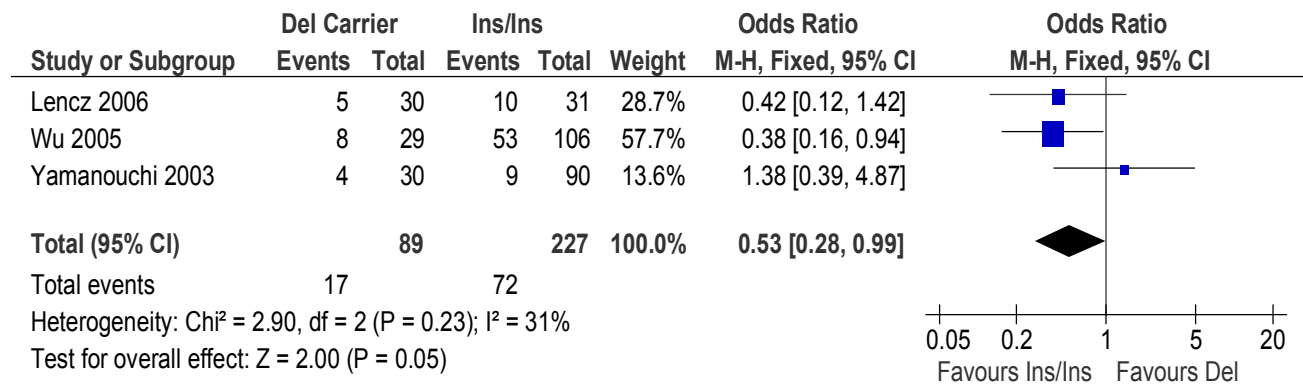 Del Carrier Ins/Ins Odds Ratio Odds Ratio
Study or Subgroup Events Total Events Total Weight M-H, Fixed, 95% CI M-H, Fixed, 95% CI
Lencz 2006 5 30 10 31 28.7% 0.42 [0.12, 1.42]
Wu 2005 8 29 53 106 57.7% 0.38 [0.16, 0.94]
Yamanouchi 2003 4 30 9 90 13.6% 1.38 [0.39, 4.87]
Total (95% CI) 89 227 100.0% 0.53 [0.28, 0.99]
Total events 17 72
Heterogeneity: Chi² = 2.90, df = 2 (P = 0.23); I² = 31%
Test for overall effect: Z = 2.00 (P = 0.05)
0.05 0.2 1 5 20
Favours Ins/Ins Favours Del